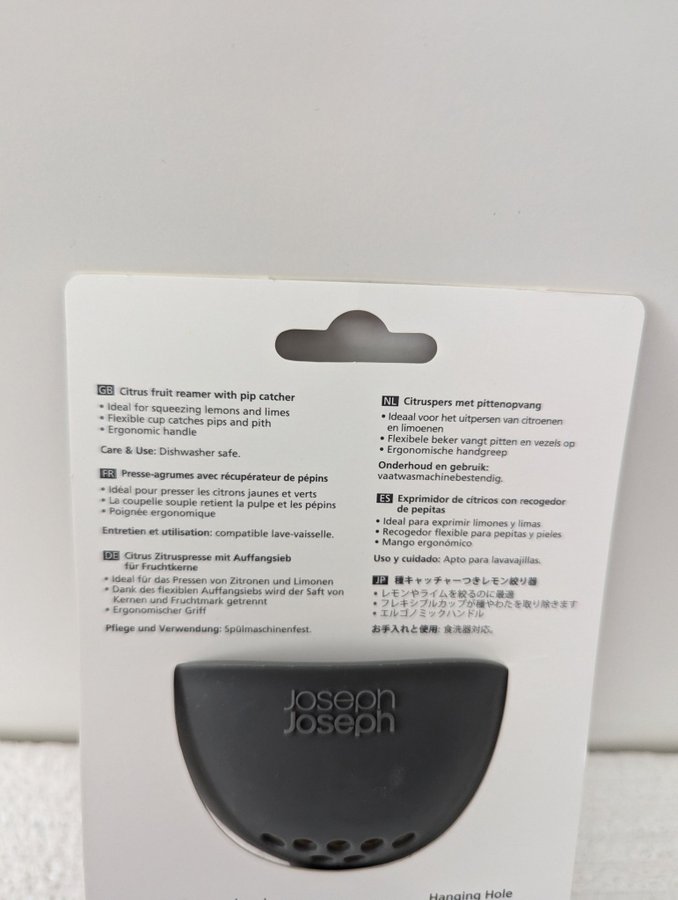 GB Citrus fruit reamer with pip catcher
• Ideal for squeezing lemons and limes
• Flexible cup catches pips and pith
• Ergonomic handle
Care & Use: Dishwasher safe.
FR Presse-agrumes avec récupérateur de pépins
• Idéal pour presser les citrons jaunes et verts
• La coupelle souple retient la pulpe et les pépins
• Poignée ergonomique
Entretien et utilisation: compatible lave-vaisselle.
DE Citrus Zitruspresse mit Auffangsieb
für Fruchtkerne
• Ideal für das Pressen von Zitronen und Limonen
• Dank des flexiblen Auffangsiebs wird der Saft von
Kernen und Fruchtmark getrennt
• Ergonomischer Griff
Pflege und Verwendung: Spülmaschinenfest.
NL Citruspers met pittenopvang
• Ideaal voor het uitpersen van citroenen
en limoenen
• Flexibele beker vangt pitten en vezels op
• Ergonomische handgreep
Onderhoud en gebruik:
vaatwasmachinebestendig.
ES Exprimidor de cítricos con recogedor
de pepitas
• Ideal para exprimir limones y limas
• Recogedor flexible para pepitas y pieles
• Mango ergonómico
Uso y cuidado: Apto para lavavajillas.
JP 種キャッチャーつきレモン絞り器
• レモンやライムを絞るのに最適
• フレキシブルカップが種やわたを取り除きます
• エルゴノミックハンドル
お手入れと使用: 食洗器対応。
Joseph
Joseph
Hanging Hole